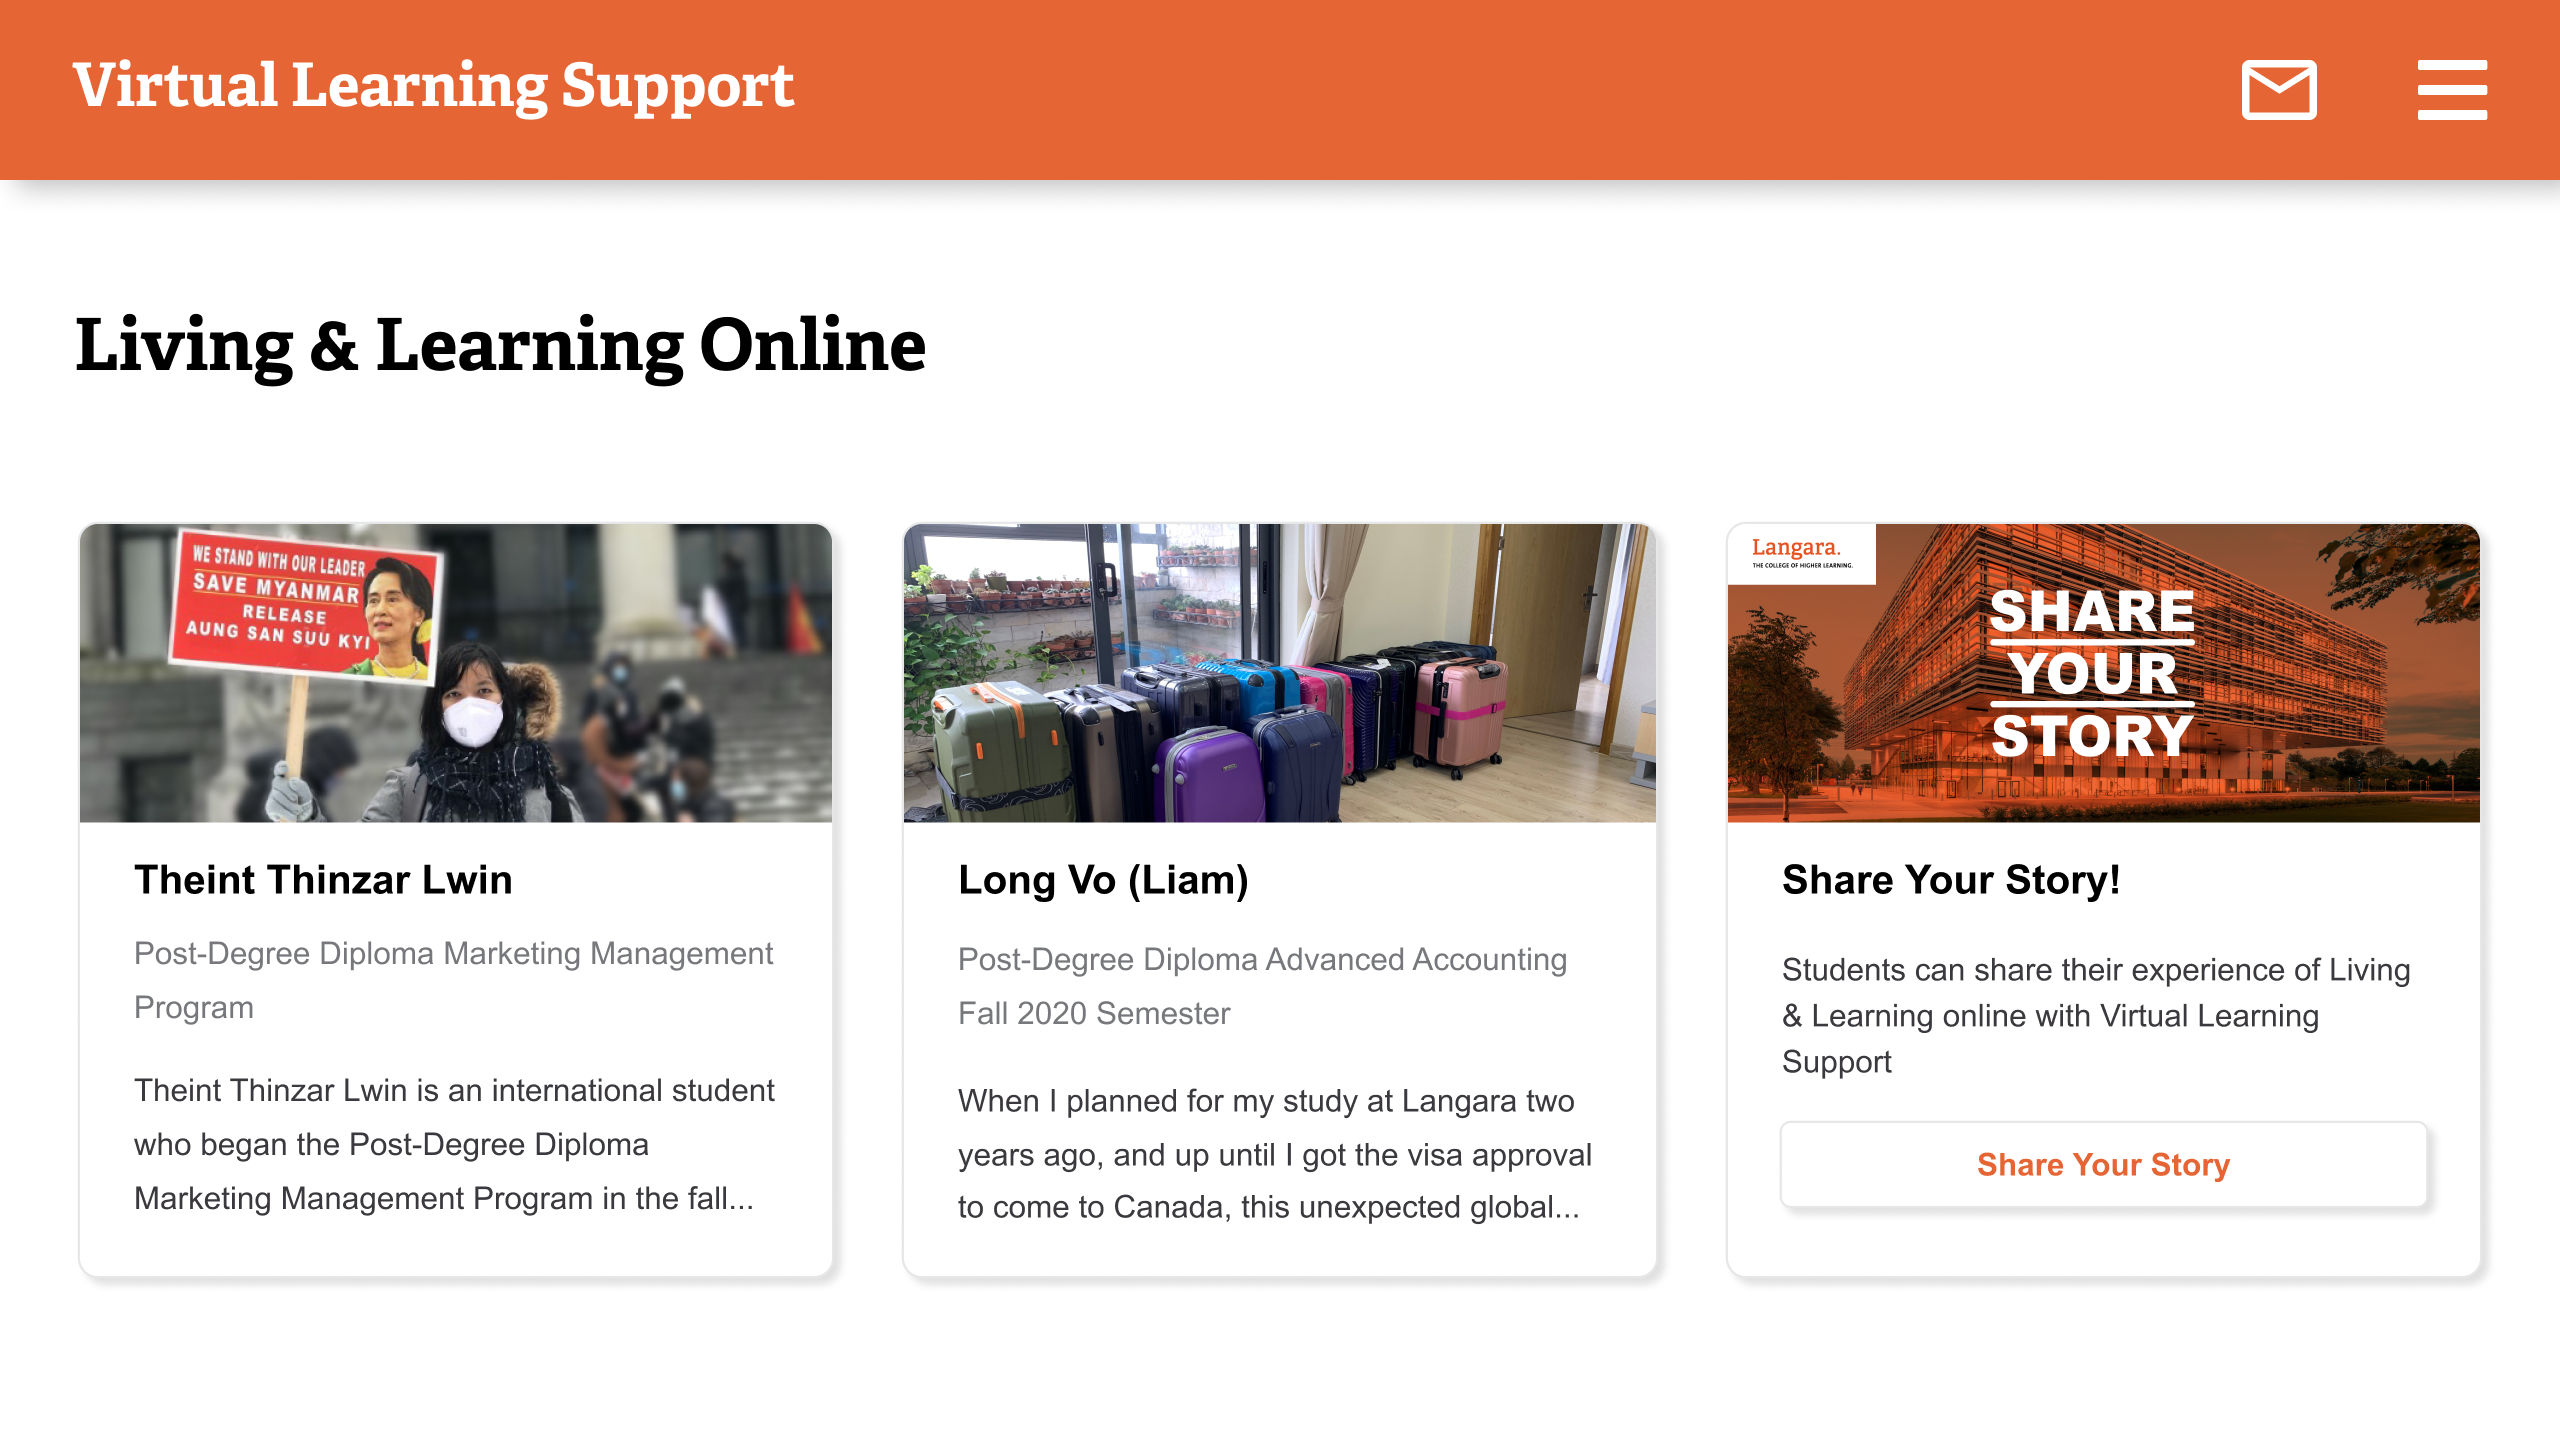 Virtual Learning Support
Living & Learning Online
WE STAND WITH OUR LEADER
SAVE MYANMAR
RELEASE
AUNG SAN SUU KYI
Theint Thinzar Lwin
Post-Degree Diploma Marketing Management
Program
Theint Thinzar Lwin is an international student
who began the Post-Degree Diploma
Marketing Management Program in the fall...
Long Vo (Liam)
Post-Degree Diploma Advanced Accounting
Fall 2020 Semester
When I planned for my study at Langara two
years ago, and up until I got the visa approval
to come to Canada, this unexpected global...
Langara.
THE COLLEGE OF HIGHER LEARNING.
SHARE
YOUR
STORY
Share Your Story!
Students can share their experience of Living
& Learning online with Virtual Learning
Support
Share Your Story